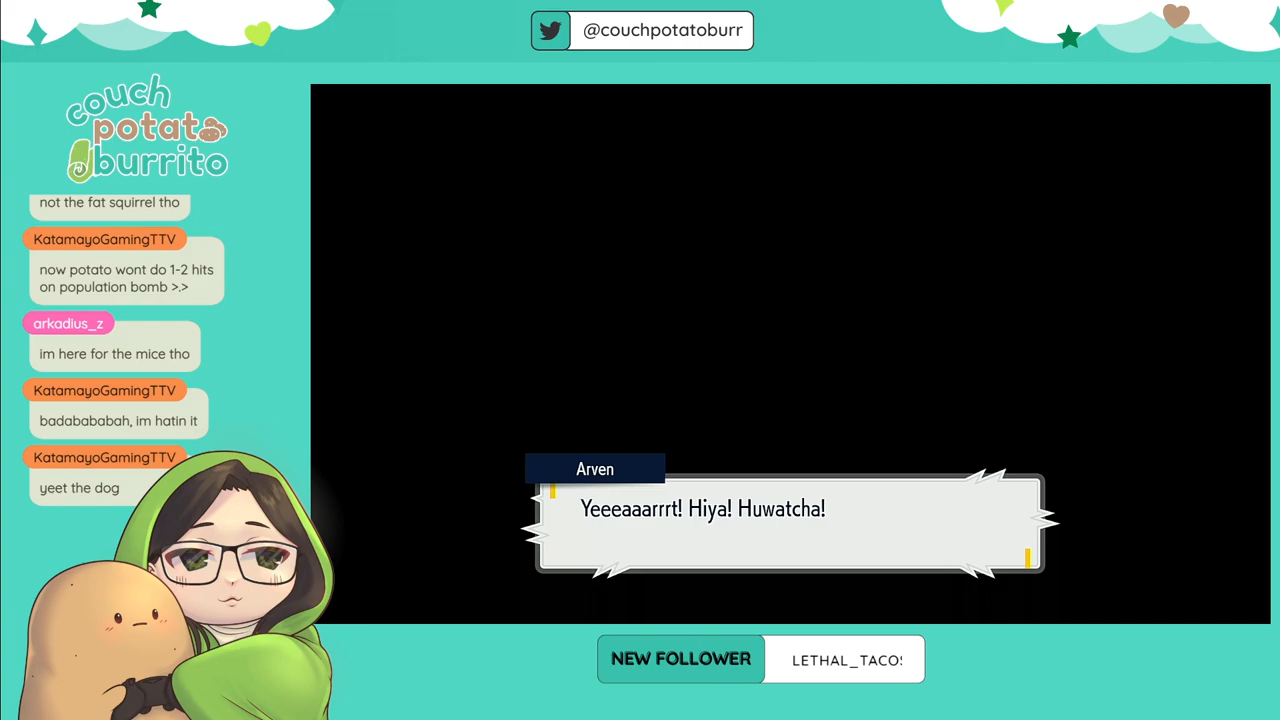 @couchpotatoburr
couch
potato
burrito
not the fat squirrel tho
KatamayoGamingTTV
now potato wont do 1-2 hits
on population bomb >.>
arkadius_z
im here for the mice tho
KatamayoGamingTTV
badabababah, im hatin it
KatamayoGamingTTV
yeet the dog
Arven
Yeeeaaarrrt! Hiya! Huwatcha!
NEW FOLLOWER
LETHAL_TACOS